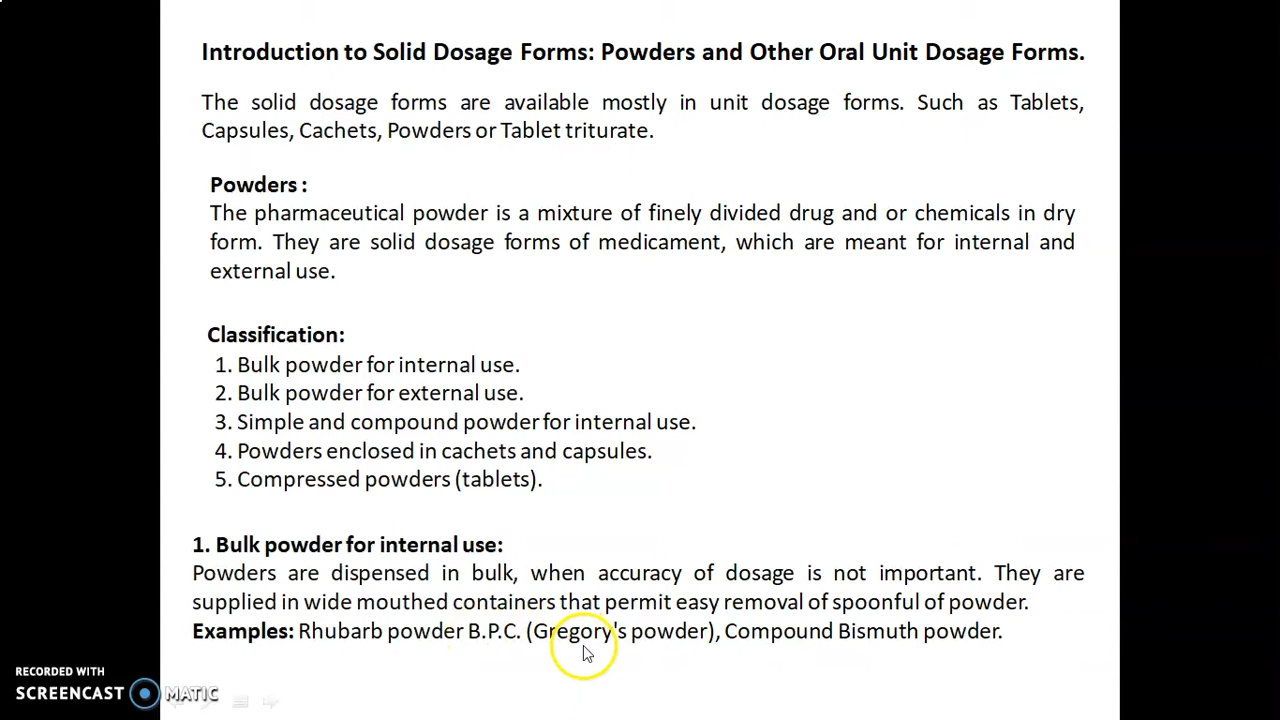 Introduction to Solid Dosage Forms: Powders and Other Oral Unit Dosage Forms.
The solid dosage forms are available mostly in unit dosage forms. Such as Tablets,
Capsules, Cachets, Powders or Tablet triturate.
Powders :
The pharmaceutical powder is a mixture of finely divided drug and or chemicals in dry
form. They are solid dosage forms of medicament, which are meant for internal and
external use.
Classification:
1. Bulk powder for internal use.
2. Bulk powder for external use.
3. Simple and compound powder for internal use.
4. Powders enclosed in cachets and capsules.
5. Compressed powders (tablets).
1. Bulk powder for internal use:
Powders are dispensed in bulk, when accuracy of dosage is not important. They are
supplied in wide mouthed containers that permit easy removal of spoonful of powder.
Examples: Rhubarb powder B.P.C. (Gregory's powder), Compound Bismuth powder.
RECORDED WITH
SCREENCAST MATIC